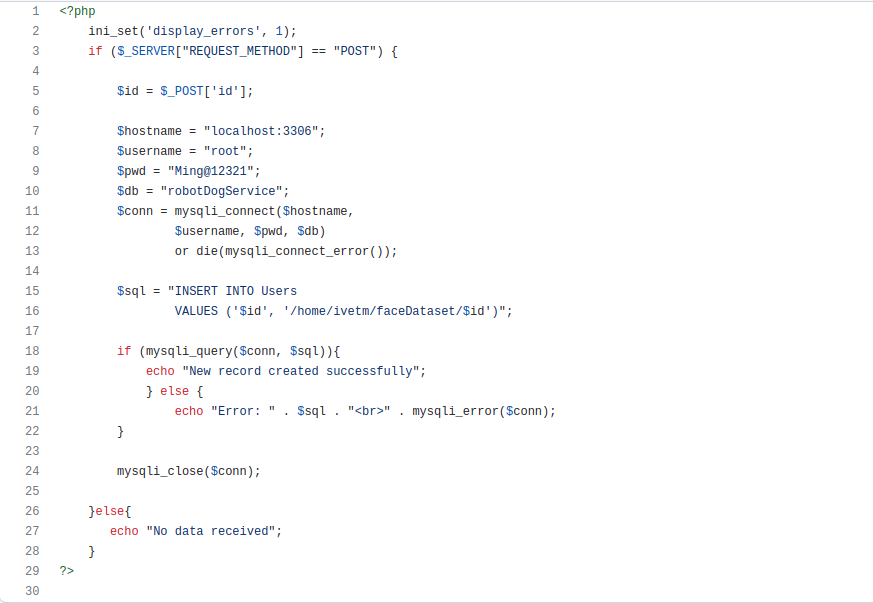 1 <?php
2 ini_set('display_errors', 1);
3 if ($_SERVER["REQUEST_METHOD"] == "POST") {
4
5 $id = $_POST['id'];
6
7 $hostname = "localhost:3306";
8 $username = "root";
9 $pwd = "Ming@12321";
10 $db = "robotDogService";
11 $conn = mysqli_connect($hostname,
12 $username, $pwd, $db)
13 or die(mysqli_connect_error());
14
15 $sql = "INSERT INTO Users
16 VALUES ('$id', '/home/ivetm/faceDataset/$id')";
17
18 if (mysqli_query($conn, $sql)){
19 echo "New record created successfully";
20 } else {
21 echo "Error: " . $sql . "<br>" . mysqli_error($conn);
22 }
23
24 mysqli_close($conn);
25
26 }else{
27 echo "No data received";
28 }
29 ?>
30